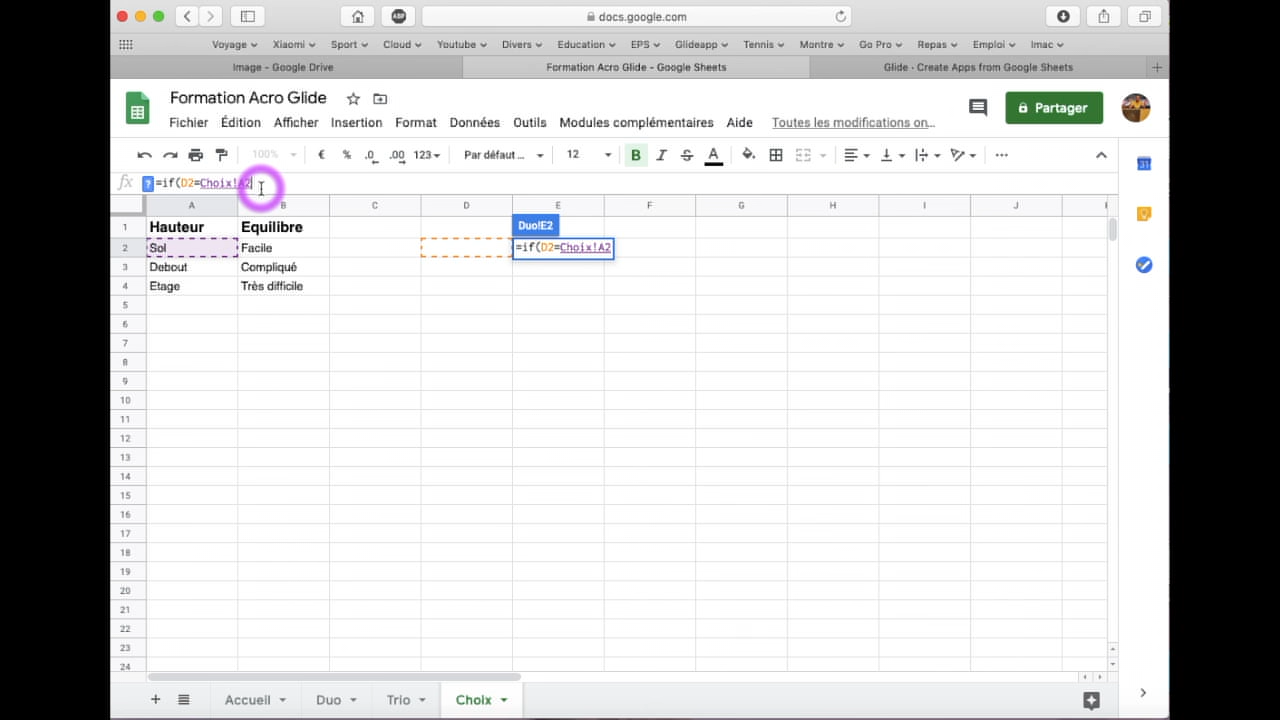 docs.google.com
ABP
Voyage Xiaomi Sport Cloud Youtube Divers Education EPS Glideapp Tennis Montre Go Pro Repas Emploi Imac
Image - Google Drive
Formation Acro Glide - Google Sheets
Glide - Create Apps from Google Sheets
Formation Acro Glide
Partager
Fichier Édition Afficher Insertion Format Données Outils Modules complémentaires Aide Toutes les modifications on...
100% € % .0 .00 123 Par défaut ... 12 B I S A
fx ? =if(D2=Choix!A2
31
A B C D E F G H I J
Duo!E2
1 Hauteur Equilibre
2 Sol Facile =if(D2=Choix!A2
3 Debout Compliqué
4 Etage Très difficile
5
6
7
8
9
10
11
12
13
14
15
16
17
18
19
20
21
22
23
24
Accueil Duo Trio Choix